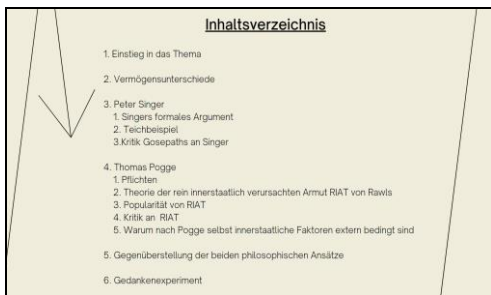 Inhaltsverzeichnis
1. Einstieg in das Thema
2. Vermögensunterschiede
3. Peter Singer
1. Singers formales Argument
2. Teichbeispiel
3.Kritik Gosepaths an Singer
4. Thomas Pogge
1. Pflichten
2. Theorie der rein innerstaatlich verursachten Armut RIAT von Rawls
3. Popularität von RIAT
4. Kritik an RIAT
5. Warum nach Pogge selbst innerstaatliche Faktoren extern bedingt sind
5. Gegenüberstellung der beiden philosophischen Ansätze
6. Gedankenexperiment